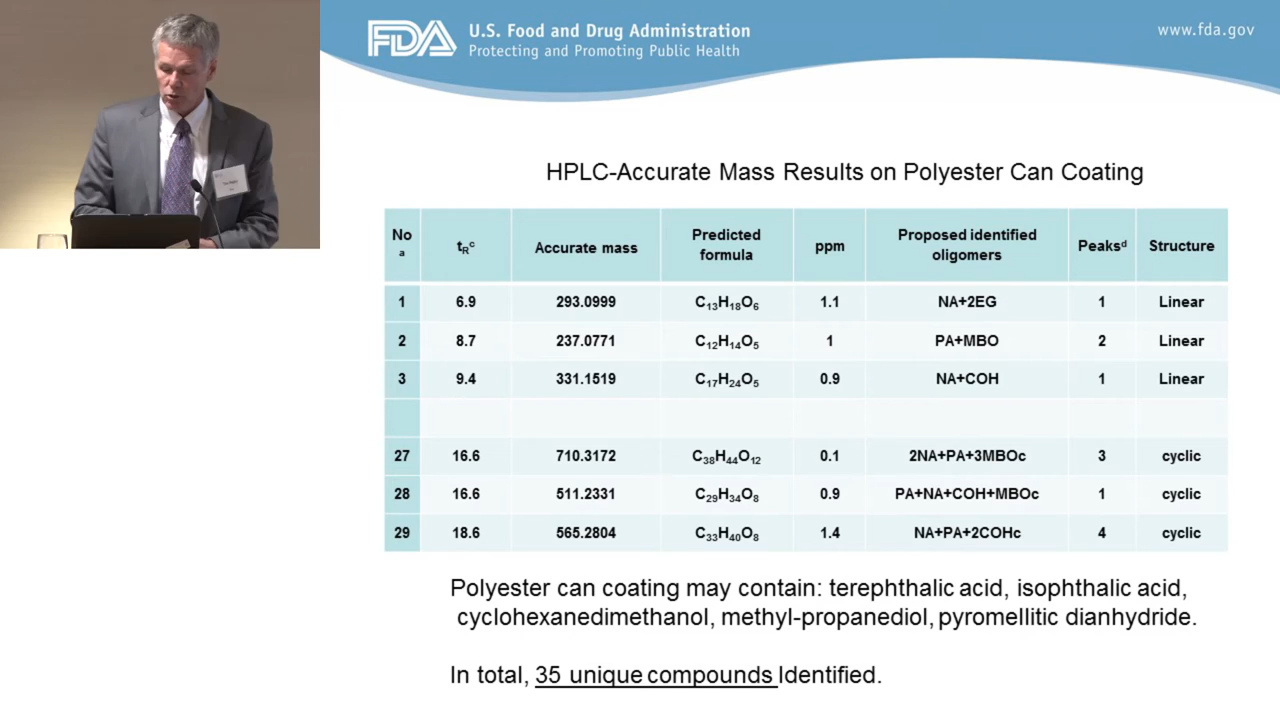 FDA
U.S. Food and Drug Administration
Protecting and Promoting Public Health
www.fda.gov
HPLC-Accurate Mass Results on Polyester Can Coating
No a tRc Accurate mass Predicted formula ppm Proposed identified oligomers Peaksd Structure
1 6.9 293.0999 C13H18O6 1.1 NA+2EG 1 Linear
2 8.7 237.0771 C12H14O5 1 PA+MBO 2 Linear
3 9.4 331.1519 C17H24O5 0.9 NA+COH 1 Linear
27 16.6 710.3172 C38H44O12 0.1 2NA+PA+3MBOc 3 cyclic
28 16.6 511.2331 C29H34O8 0.9 PA+NA+COH+MBOc 1 cyclic
29 18.6 565.2804 C33H40O8 1.4 NA+PA+2COHc 4 cyclic
Polyester can coating may contain: terephthalic acid, isophthalic acid,
cyclohexanedimethanol, methyl-propanediol, pyromellitic dianhydride.
In total, 35 unique compounds Identified.